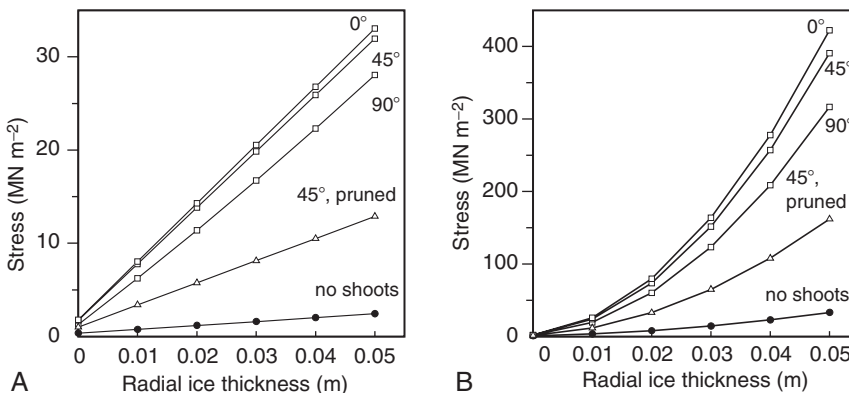 30
20
10
0
Stress (MN m–2)
0°
45°
90°
45°, pruned
no shoots
0 0.01 0.02 0.03 0.04 0.05
Radial ice thickness (m)
A
400
300
200
100
0
Stress (MN m–2)
0°
45°
90°
45°,
pruned
no shoots
0 0.01 0.02 0.03 0.04 0.05
Radial ice thickness (m)
B